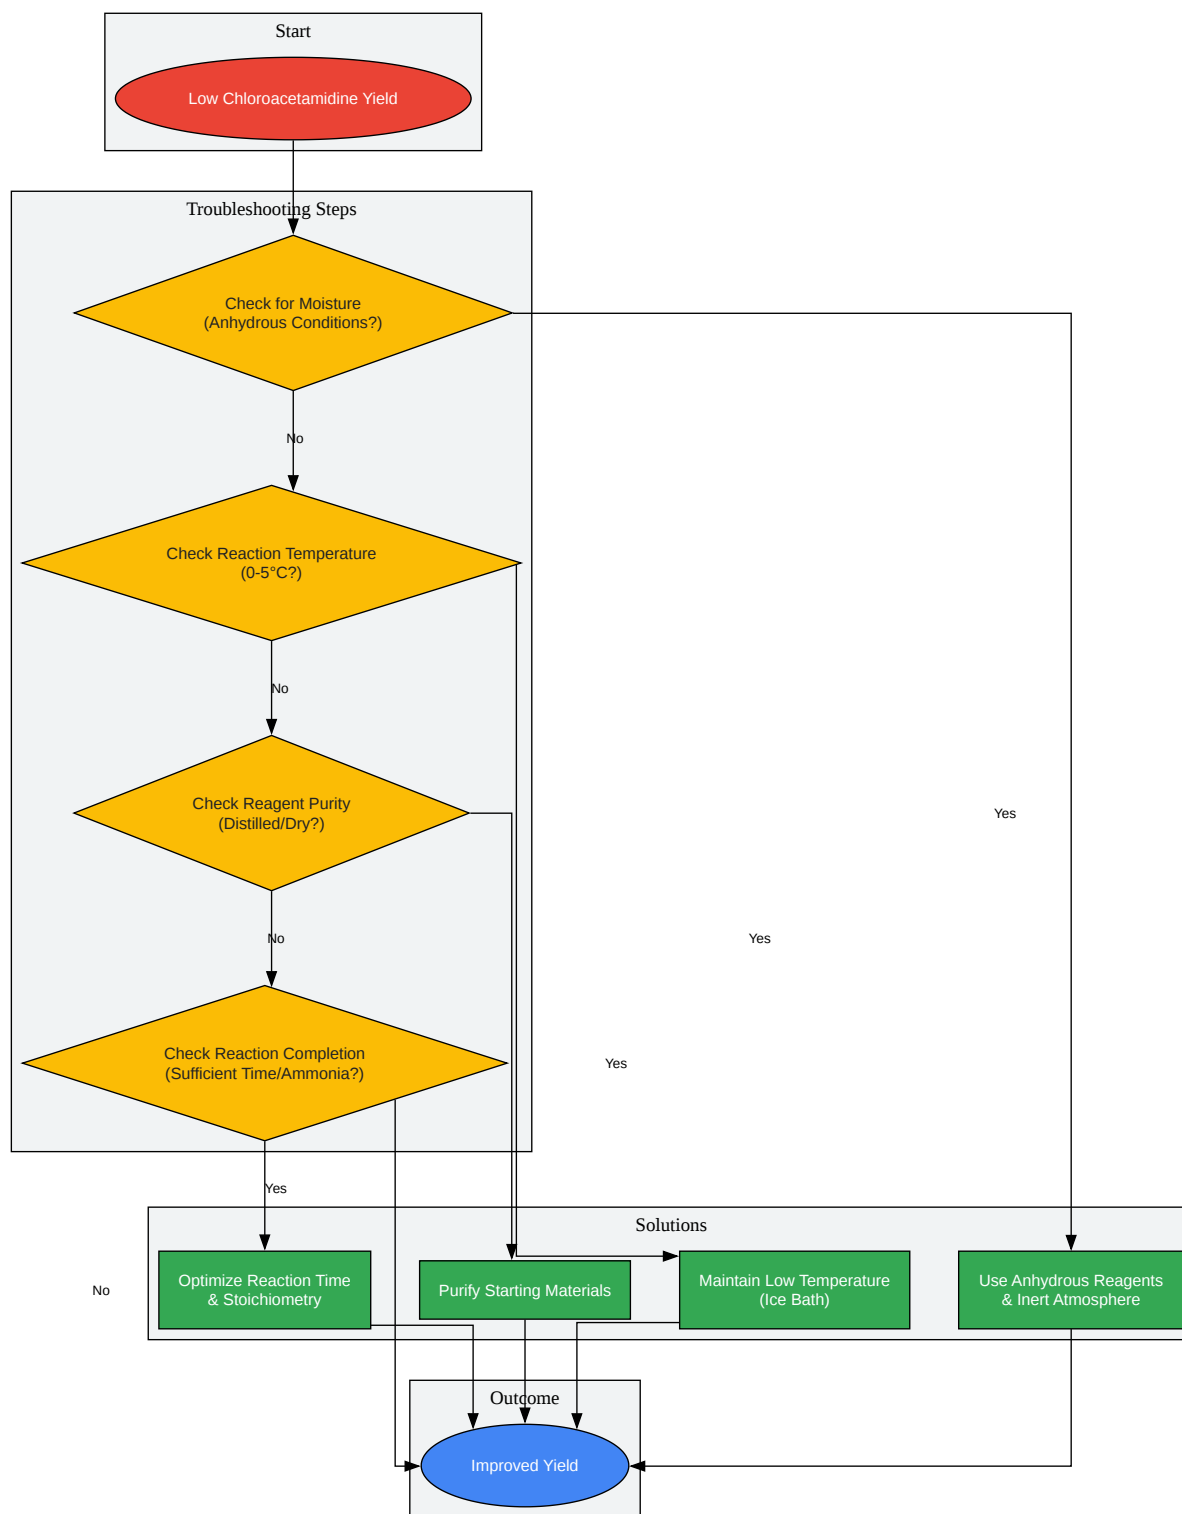 Start
Low Chloroacetamidine Yield
Troubleshooting Steps
Check for Moisture
(Anhydrous Conditions?)
No
Check Reaction Temperature
(0-5°C?)
No
Check Reagent Purity
(Distilled/Dry?)
Yes
No
Yes
Check Reaction Completion
(Sufficient Time/Ammonia?)
Yes
Yes
Solutions
Optimize Reaction Time
& Stoichiometry
Purify Starting Materials
Maintain Low Temperature
(Ice Bath)
Use Anhydrous Reagents
& Inert Atmosphere
No
Outcome
Improved Yield